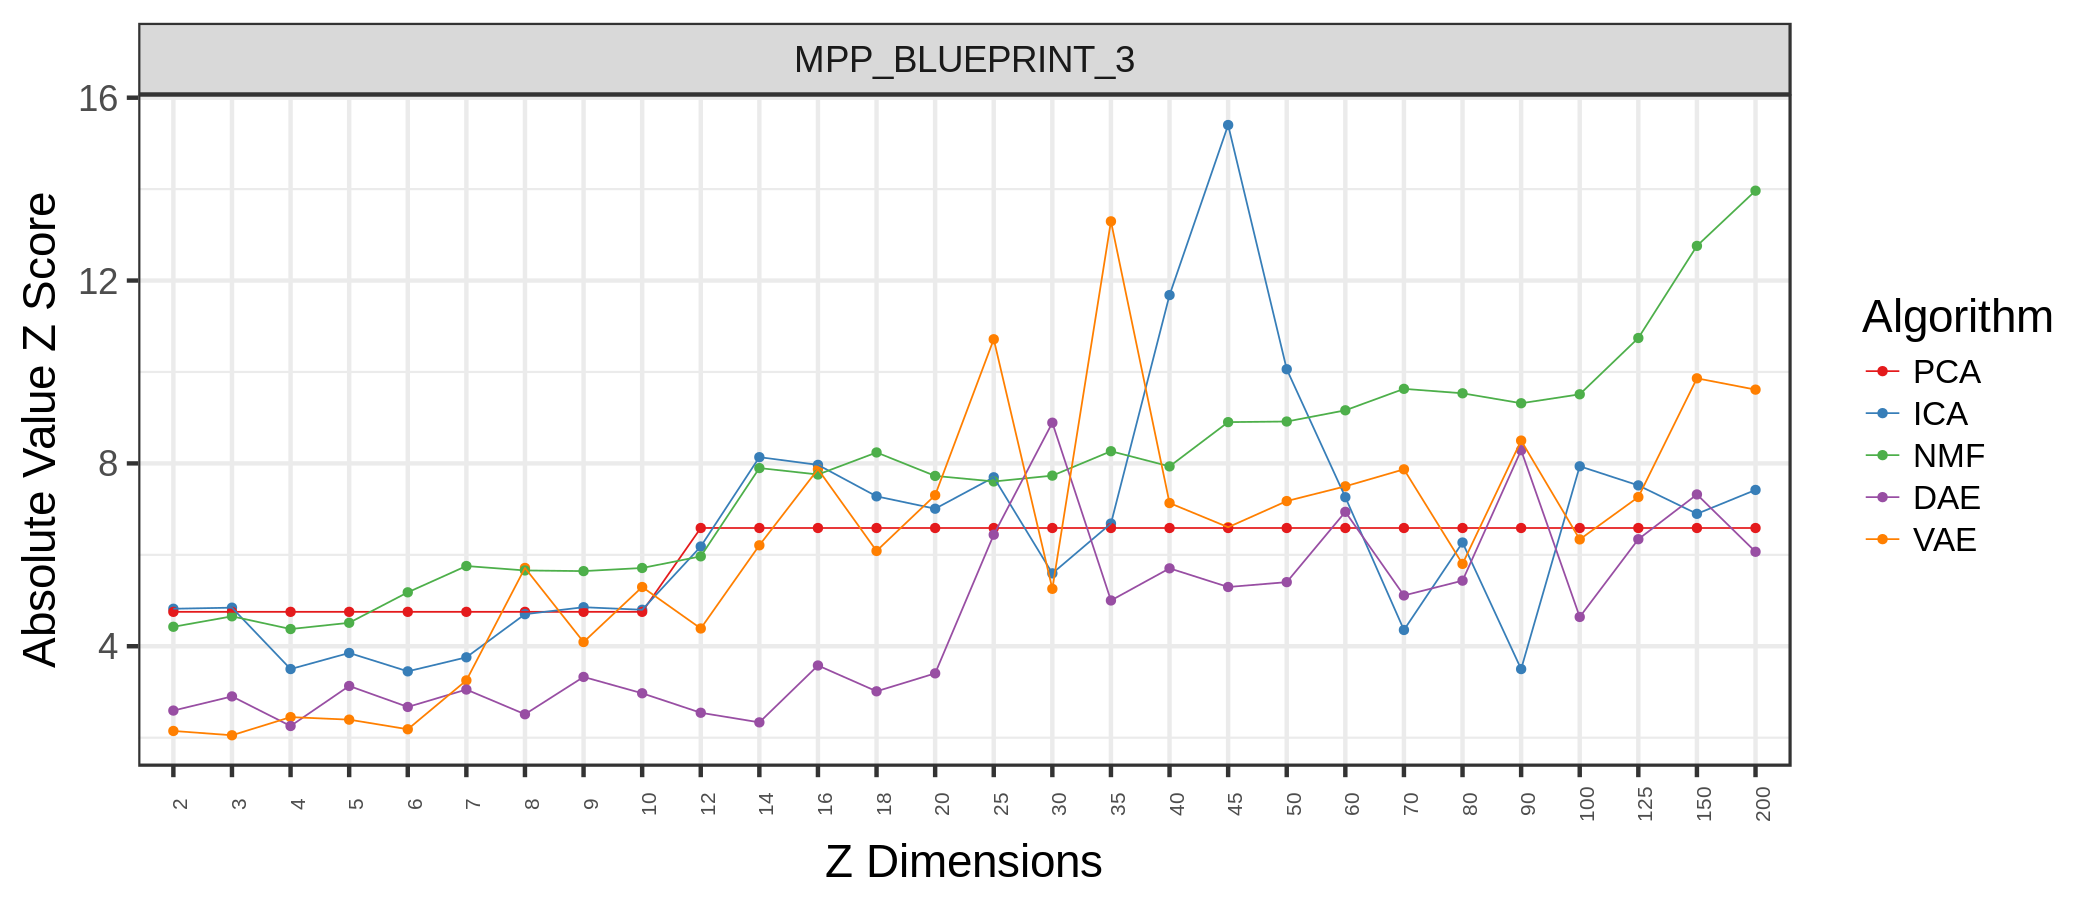 MPP_BLUEPRINT_3
16
12
8
4
Absolute Value Z Score
2 3 4 5 6 7 8 9 10 12 14 16 18 20 25 30 35 40 45 50 60 70 80 90 100 125 150 200
Z Dimensions
Algorithm
PCA
ICA
NMF
DAE
VAE